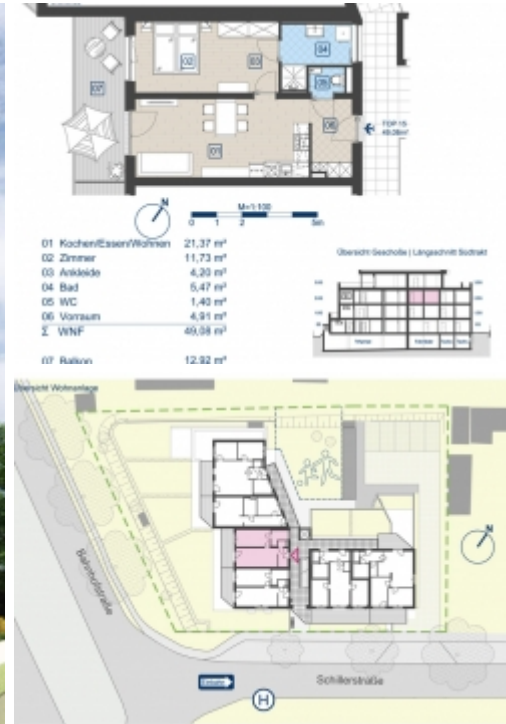 02
03
04
05
07
01
06
TOP 15
49,08m²
N
M=1:100
0 1 2 5m
01 Kochen/Essen/Wohnen 21,37 m²
02 Zimmer 11,73 m²
03 Ankleide 4,20 m²
04 Bad 5,47 m²
05 WC 1,40 m²
06 Vorraum 4,91 m²
Σ WNF 49,08 m²
07 Balkon 12,92 m²
Übersicht Geschoße | Längsschnitt Südtrakt
Übersicht Wohnanlage
N
Bahnhofstraße
Schillerstraße
H